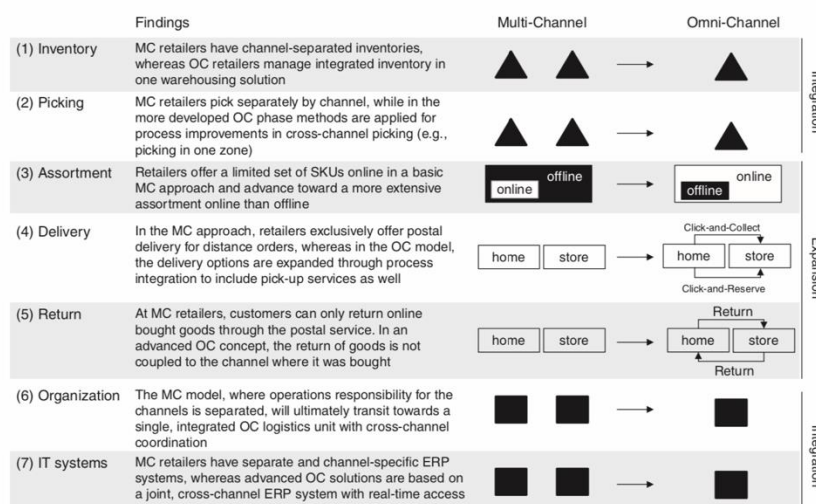 Findings Multi-Channel Omni-Channel
(1) Inventory MC retailers have channel-separated inventories,
whereas OC retailers manage integrated inventory in
one warehousing solution
(2) Picking MC retailers pick separately by channel, while in the
more developed OC phase methods are applied for
process improvements in cross-channel picking (e.g.,
picking in one zone)
Integration
(3) Assortment Retailers offer a limited set of SKUs online in a basic
MC approach and advance toward a more extensive
assortment online than offline
offline
online
online
offline
(4) Delivery In the MC approach, retailers exclusively offer postal
delivery for distance orders, whereas in the OC model,
the delivery options are expanded through process
integration to include pick-up services as well
home store
Click-and-Collect
home store
Click-and-Reserve
Expansion
(5) Return At MC retailers, customers can only return online
bought goods through the postal service. In an
advanced OC concept, the return of goods is not
coupled to the channel where it was bought
home store
Return
home store
Return
(6) Organization The MC model, where operations responsibility for the
channels is separated, will ultimately transit towards a
single, integrated OC logistics unit with cross-channel
coordination
(7) IT systems MC retailers have separate and channel-specific ERP
systems, whereas advanced OC solutions are based on
a joint, cross-channel ERP system with real-time access
Integration